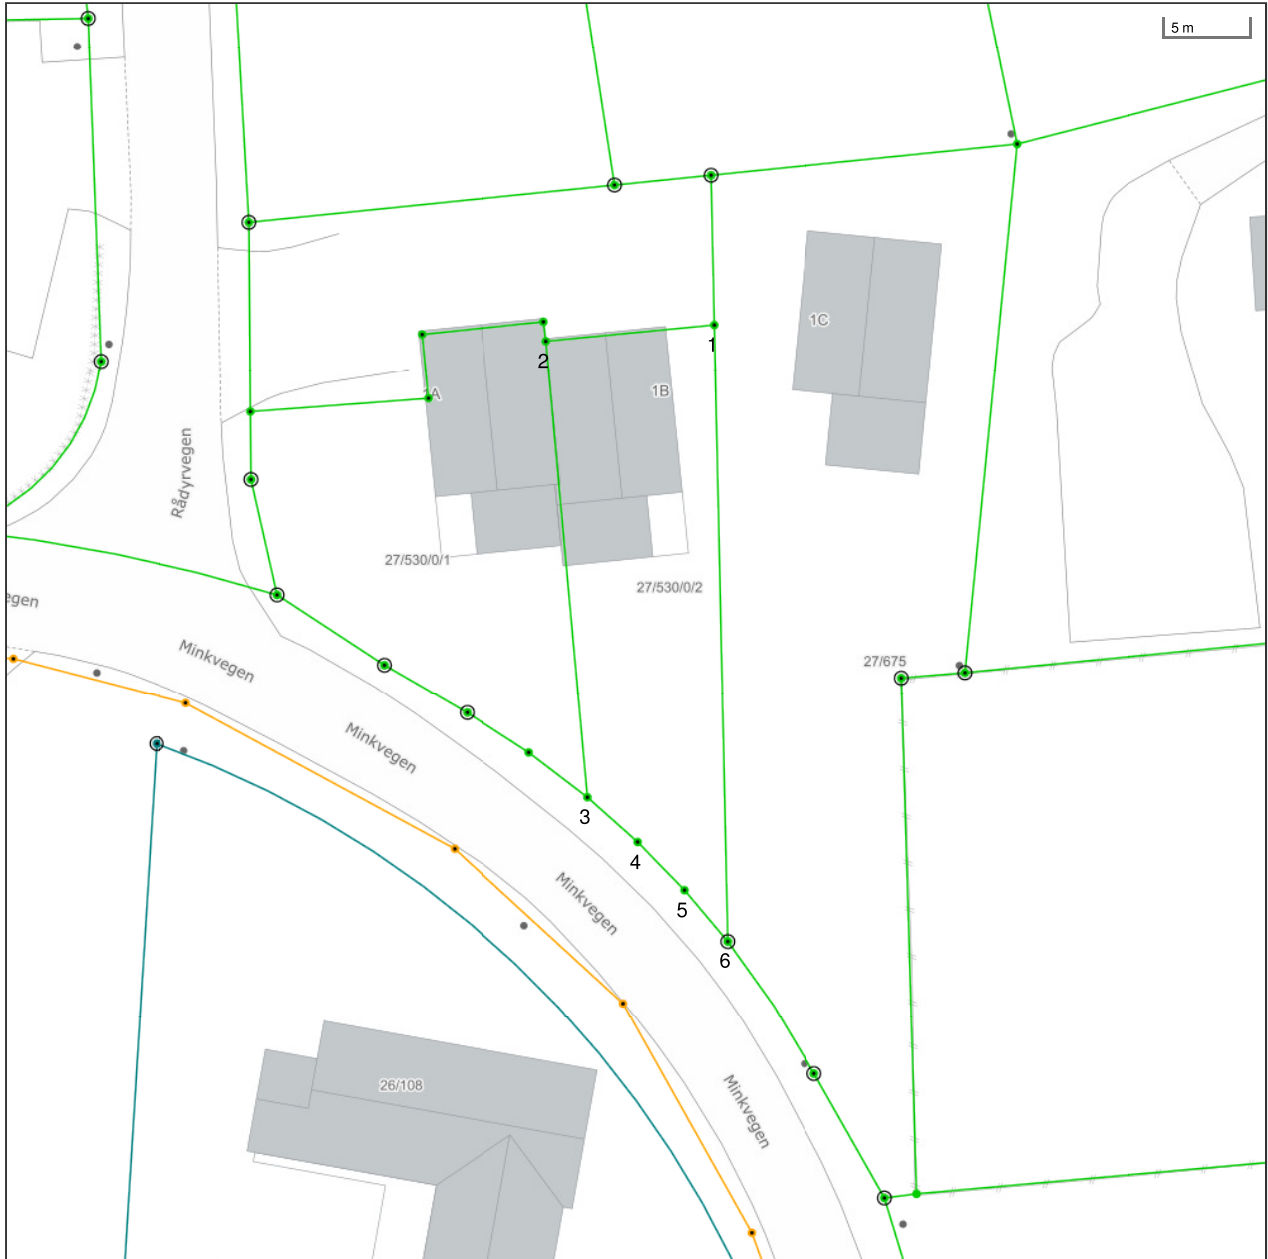 5 m
1C
1
2
1A
1B
Rådyrvegen
27/530/0/1
27/530/0/2
egen
Minkvegen
27/675
Minkvegen
3
4
5
Minkvegen
6
26/108
Minkvegen